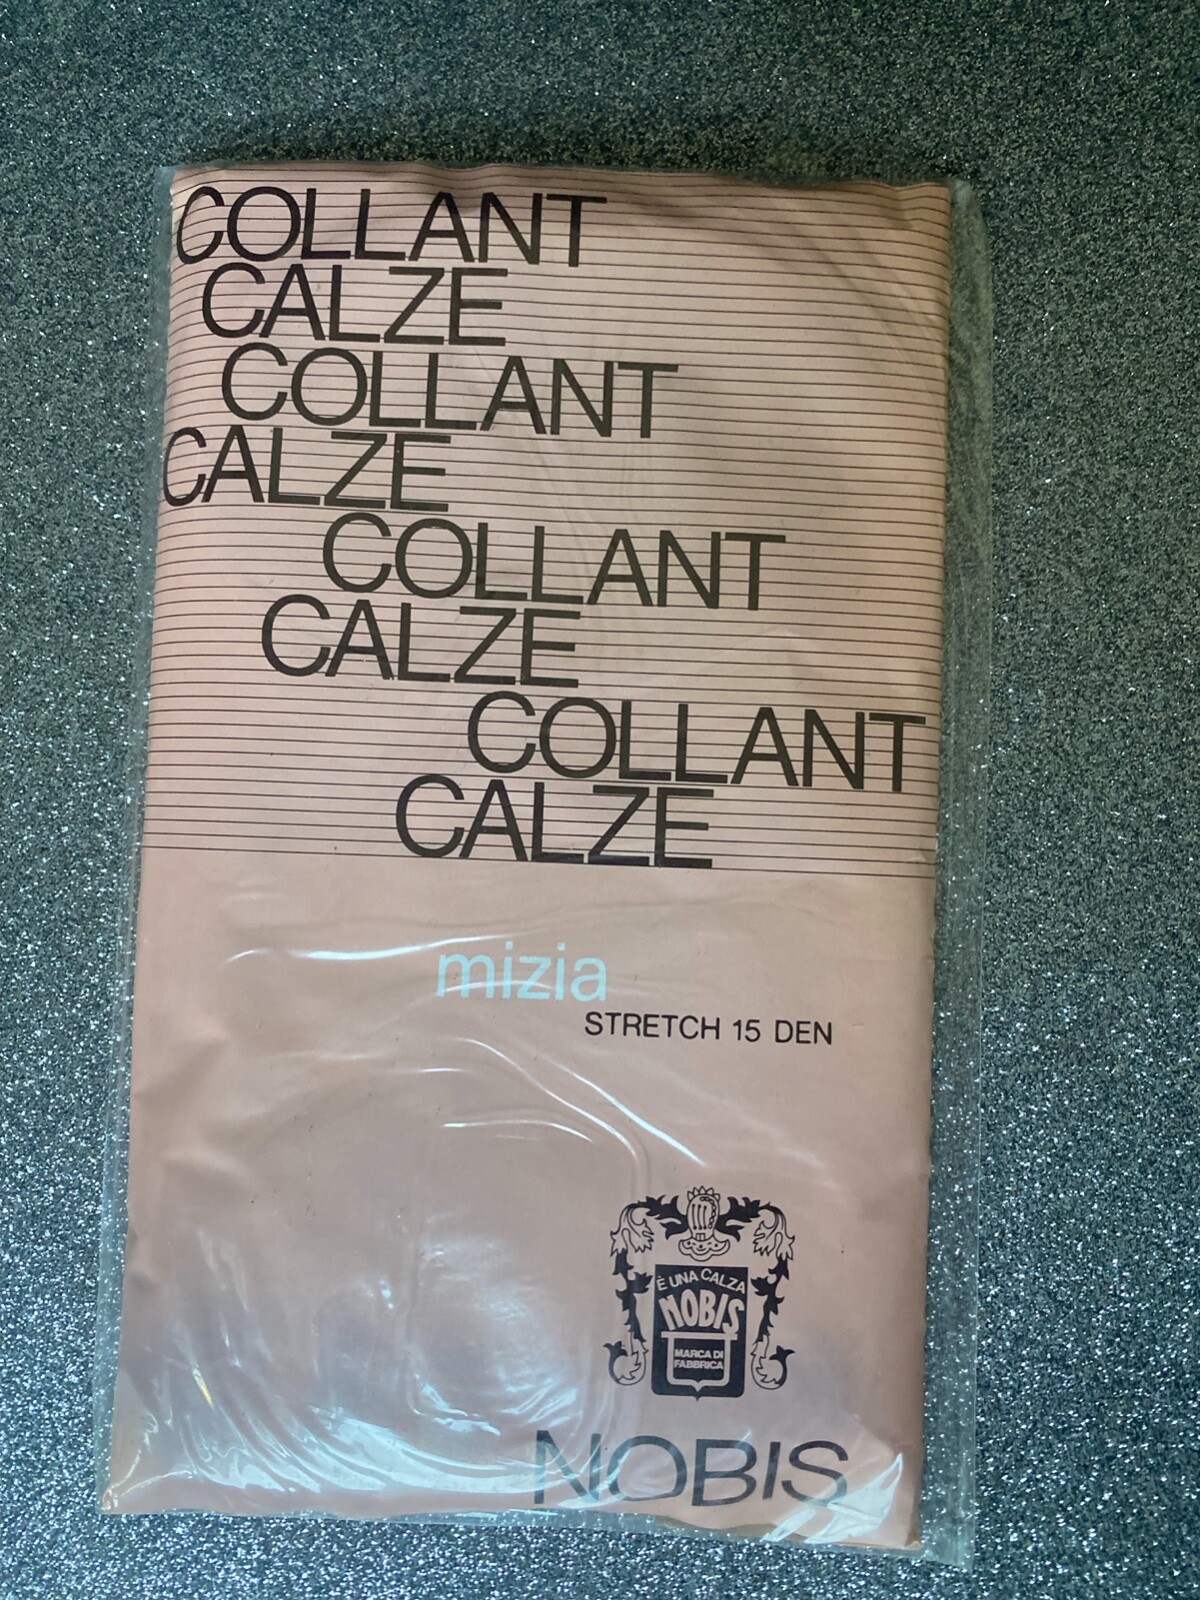 COLLANT
CALZE
COLLANT
CALZE
COLLANT
CALZE
COLLANT
CALZE
mizia
STRETCH 15 DEN
È UNA CALZA
NOBIS
MARCA DI
FABBRICA
NOBIS